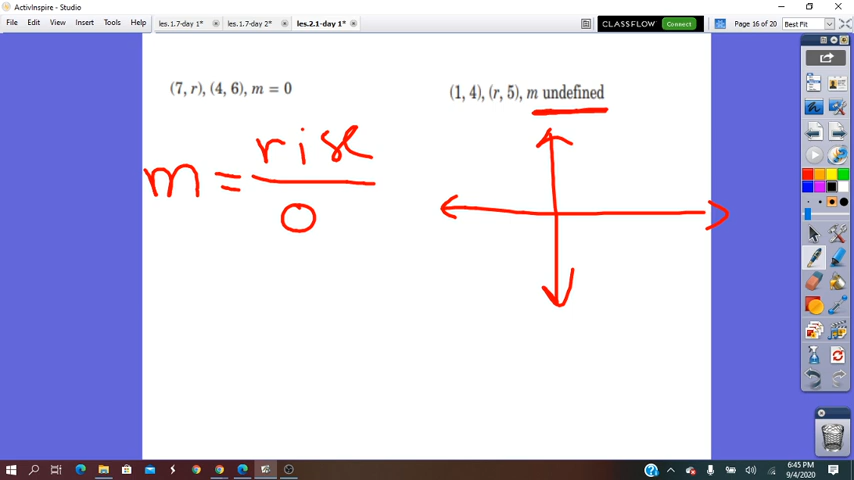 ActivInspire - Studio
File Edit View Insert Tools Help
les.1.7-day 1* les.1.7-day 2* les.2.1-day 1*
CLASSFLOW Connect
Page 16 of 20 Best Fit
(7, r), (4, 6), m = 0
(1, 4), (r, 5), m undefined
m = rise
0
6:45 PM
9/4/2020